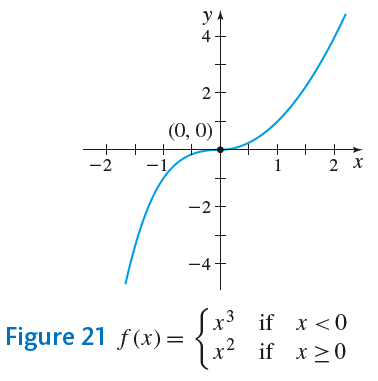 y
4
2
(0, 0)
−2 −1 1 2 x
−2
−4
Figure 21 f(x) = { x³ if x < 0
x² if x ≥ 0